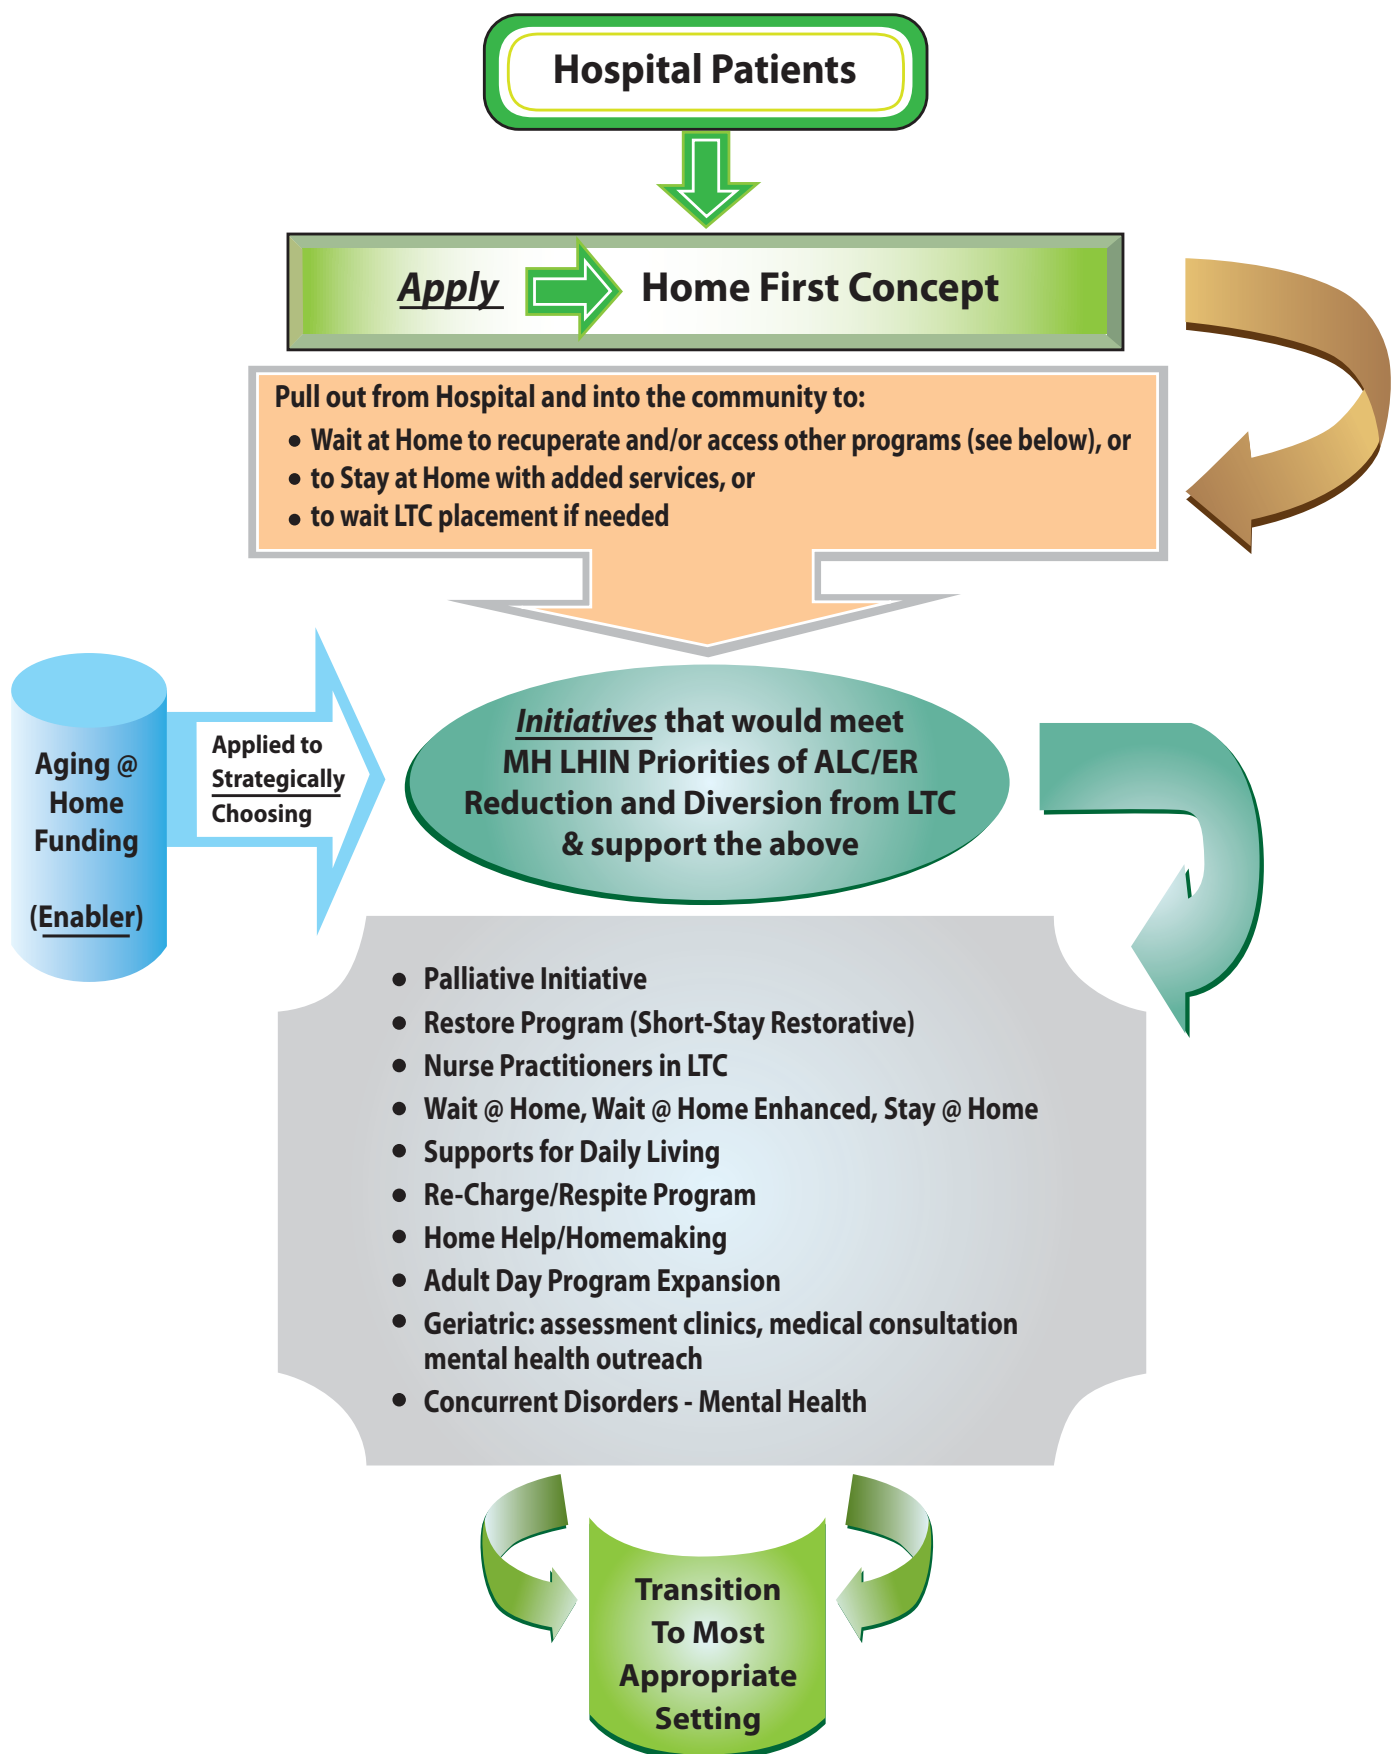 Hospital Patients
Apply Home First Concept
Pull out from Hospital and into the community to:
• Wait at Home to recuperate and/or access other programs (see below), or
• to Stay at Home with added services, or
• to wait LTC placement if needed
Aging @
Home
Funding
(Enabler)
Applied to
Strategically
Choosing
Initiatives that would meet
MH LHIN Priorities of ALC/ER
Reduction and Diversion from LTC
& support the above
• Palliative Initiative
• Restore Program (Short-Stay Restorative)
• Nurse Practitioners in LTC
• Wait @ Home, Wait @ Home Enhanced, Stay @ Home
• Supports for Daily Living
• Re-Charge/Respite Program
• Home Help/Homemaking
• Adult Day Program Expansion
• Geriatric: assessment clinics, medical consultation
mental health outreach
• Concurrent Disorders - Mental Health
Transition
To Most
Appropriate
Setting